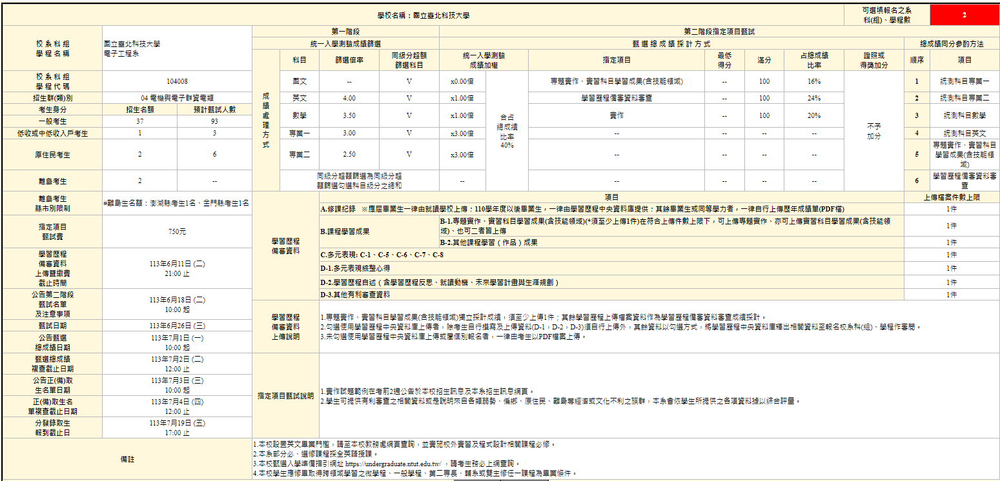 學校名稱：國立臺北科技大學
可選填報名之系
科(組)、學程數
2
校 系 科 組
學 程 名 稱
國立臺北科技大學
電子工程系
第一階段
第二階段指定項目甄試
統一入學測驗成績篩選
甄 選 總 成 績 採 計 方 式
總成績同分參酌方法
成績處理方式
科目
篩選倍率
同級分超額
篩選科目
統一入學測驗
成績加權
指定項目
最低
得分
滿分
占總成績
比率
證照或
得獎加分
順序
項目
校 系 科 組
學 程 代 碼
104008
國文
--
V
x0.00倍
合占
總成績
比率
40%
專題實作、實習科目學習成果(含技能領域)
--
100
16%
不予
加分
1
統測科目專業一
招生群(類)別
04 電機與電子群資電類
英文
4.00
V
x1.00倍
學習歷程備審資料審查
--
100
24%
2
統測科目專業二
考生身分
招生名額
預計甄試人數
數學
3.50
V
x1.00倍
實作
--
100
20%
3
統測科目數學
一般考生
37
93
低收或中低收入戶考生
1
3
專業一
3.00
V
x3.00倍
--
--
--
--
4
統測科目英文
原住民考生
2
6
專業二
2.50
V
x3.00倍
--
--
--
--
5
專題實作、實習科目
學習成果(含技能領
域)
離島考生
2
--
同級分超額篩選為同級分超
額篩選勾選科目級分之總和
--
--
--
--
--
6
學習歷程備審資料審
查
離島考生
縣市別限制
#離島生名額：澎湖縣考生1名、金門縣考生1名
學習歷程
備審資料
項目
上傳檔案件數上限
A.修課紀錄 ※應屆畢業生一律由就讀學校上傳：110學年度以後畢業生，一律由學習歷程中央資料庫提供：其餘畢業生或同等學力者，一律自行上傳歷年成績單(PDF檔)
1件
指定項目
甄試費
750元
B.課程學習成果
B-1.專題實作、實習科目學習成果(含技能領域)(*須至少上傳1件)在符合上傳件數上限下，可上傳專題實作、亦可上傳實習科目學習成果(含技能領
域)、也可二者皆上傳
1件
B-2.其他課程學習（作品）成果
1件
學習歷程
備審資料
上傳暨繳費
截止時間
113年6月11日 (二)
21:00 止
C.多元表現: C-1、C-5、C-6、C-7、C-8
1件
D-1.多元表現綜整心得
1件
D-2.學習歷程自述（含學習歷程反思、就讀動機、未來學習計畫與生涯規劃）
1件
D-3.其他有利審查資料
1件
公告第二階段
甄試名單
及注意事項
113年6月18日 (二)
10:00 起
學習歷程
備審資料
上傳說明
1.專題實作、實習科目學習成果(含技能領域)獨立採計成績，須至少上傳1件；其餘學習歷程上傳檔案資料作為學習歷程備審資料審查成績採計。
2.勾選使用學習歷程中央資料庫上傳者，除考生自行撰寫及上傳資料(D-1，D-2，D-3)須自行上傳外，其餘資料以勾選方式，將學習歷程中央資料庫釋出相關資料至報名校系科(組)、學程作審閱。
3.未勾選使用學習歷程中央資料庫上傳或屬個別報名者，一律由考生以PDF檔案上傳。
甄試日期
113年6月26日 (三)
公告甄選
總成績日期
113年7月1日 (一)
10:00 起
甄選總成績
複查截止日期
113年7月2日 (二)
12:00 止
指定項目甄試說明
1.實作試題範例在考前2週公告於本校招生訊息及本系招生訊息網頁。
2.學生可提供有利審查之相關資料或是說明來自各類弱勢、偏鄉、原住民、離島等經濟或文化不利之族群，本系會依學生所提供之各項資料據以綜合評量。
公告正(備)取
生名單日期
113年7月3日 (三)
10:00 起
正(備)取生名
單複查截止日期
113年7月4日 (四)
12:00 止
分發錄取生
報到截止日
113年7月19日 (五)
17:00 止
備註
1.本校設置英文畢業門檻，請至本校教務處網頁查詢，並實施校外實習及程式設計相關課程必修。
2.本系部分必、選修課程採全英語授課。
3.本校甄選入學準備指引網址 https://undergraduate.ntut.edu.tw/ ，請考生務必上網查詢。
4.本校學生應修畢取得跨領域學習之微學程、一般學程、第二專長、輔系或雙主修任一課程為畢業條件。